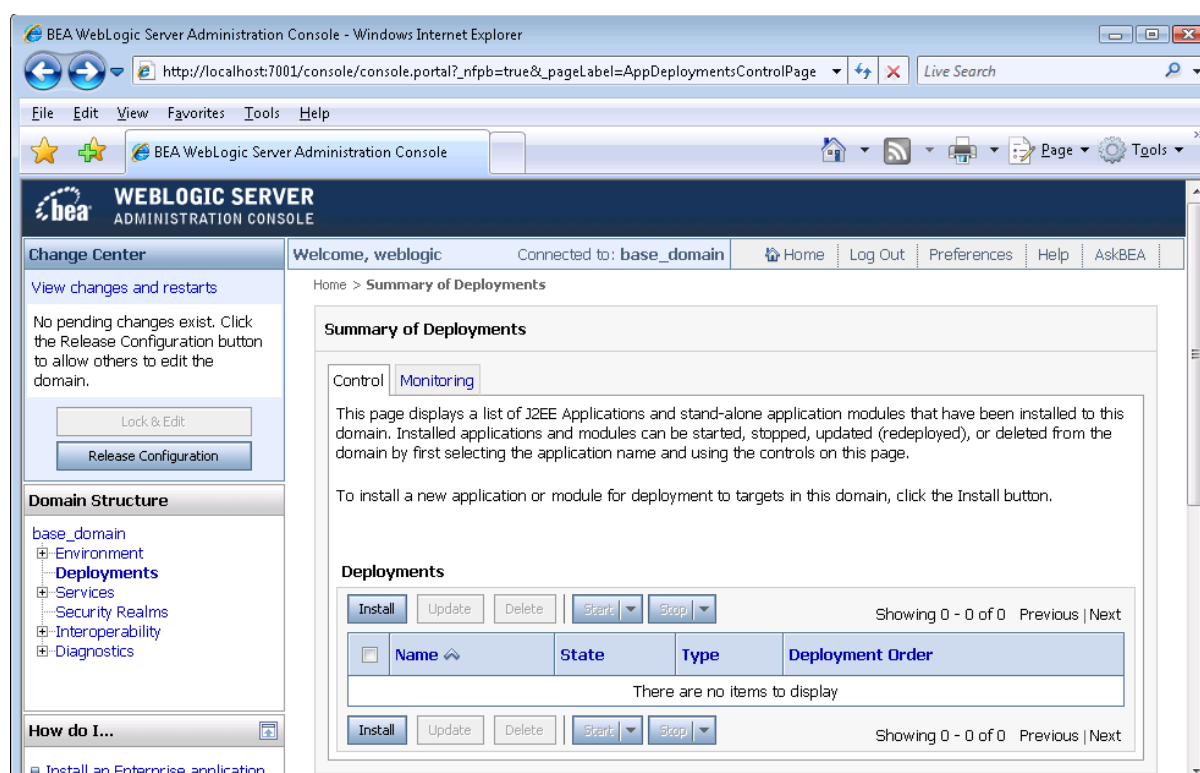 BEA WebLogic Server Administration Console - Windows Internet Explorer
http://localhost:7001/console/console.portal?_nfpb=true&_pageLabel=AppDeploymentsControlPage
Live Search
File Edit View Favorites Tools Help
BEA WebLogic Server Administration Console
Page Tools
bea
WEBLOGIC SERVER
ADMINISTRATION CONSOLE
Change Center
View changes and restarts
No pending changes exist. Click
the Release Configuration button
to allow others to edit the
domain.
Lock & Edit
Release Configuration
Domain Structure
base_domain
Environment
Deployments
Services
Security Realms
Interoperability
Diagnostics
How do I...
Install an Enterprise application
Welcome, weblogic Connected to: base_domain Home Log Out Preferences Help AskBEA
Home > Summary of Deployments
Summary of Deployments
Control Monitoring
This page displays a list of J2EE Applications and stand-alone application modules that have been installed to this
domain. Installed applications and modules can be started, stopped, updated (redeployed), or deleted from the
domain by first selecting the application name and using the controls on this page.
To install a new application or module for deployment to targets in this domain, click the Install button.
Deployments
Install Update Delete Start Stop Showing 0 - 0 of 0 Previous | Next
Name State Type Deployment Order
There are no items to display
Install Update Delete Start Stop Showing 0 - 0 of 0 Previous | Next